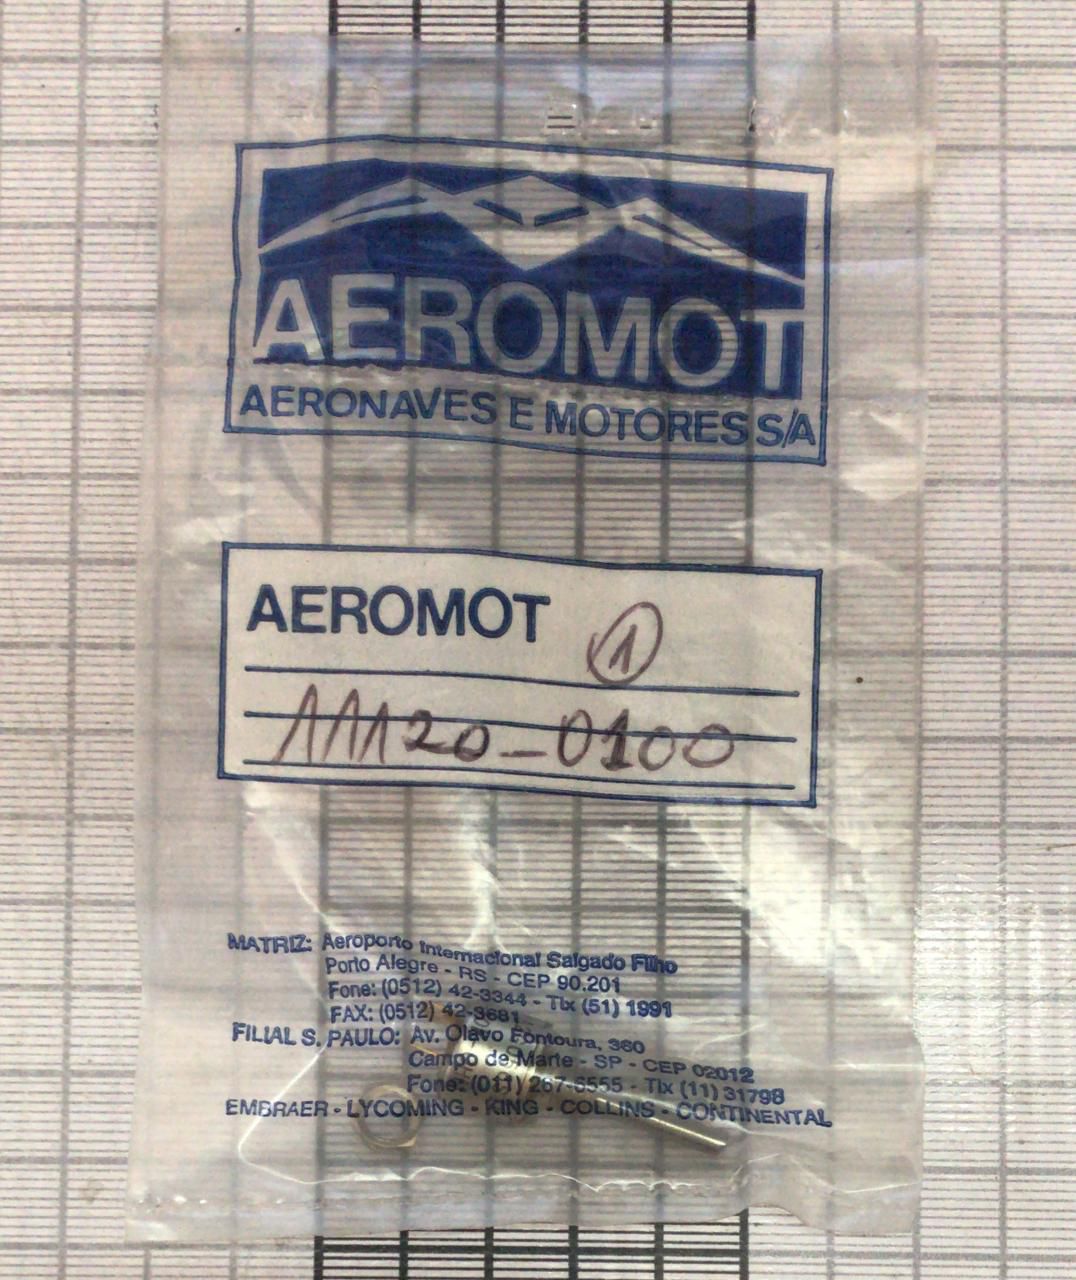 AEROMOT
AERONAVES E MOTORES S/A
AEROMOT
1
11120-0100
MATRIZ: Aeroporto Internacional Salgado Filho
Porto Alegre - RS - CEP 90.201
Fone: (0512) 42-3344 - Tlx (51) 1991
FAX: (0512) 42-3681
FILIAL S. PAULO: Av. Olavo Fontoura, 360
Campo de Marte - SP - CEP 02012
Fone: (011) 267-6555 - Tlx (11) 31798
EMBRAER - LYCOMING - KING - COLLINS - CONTINENTAL